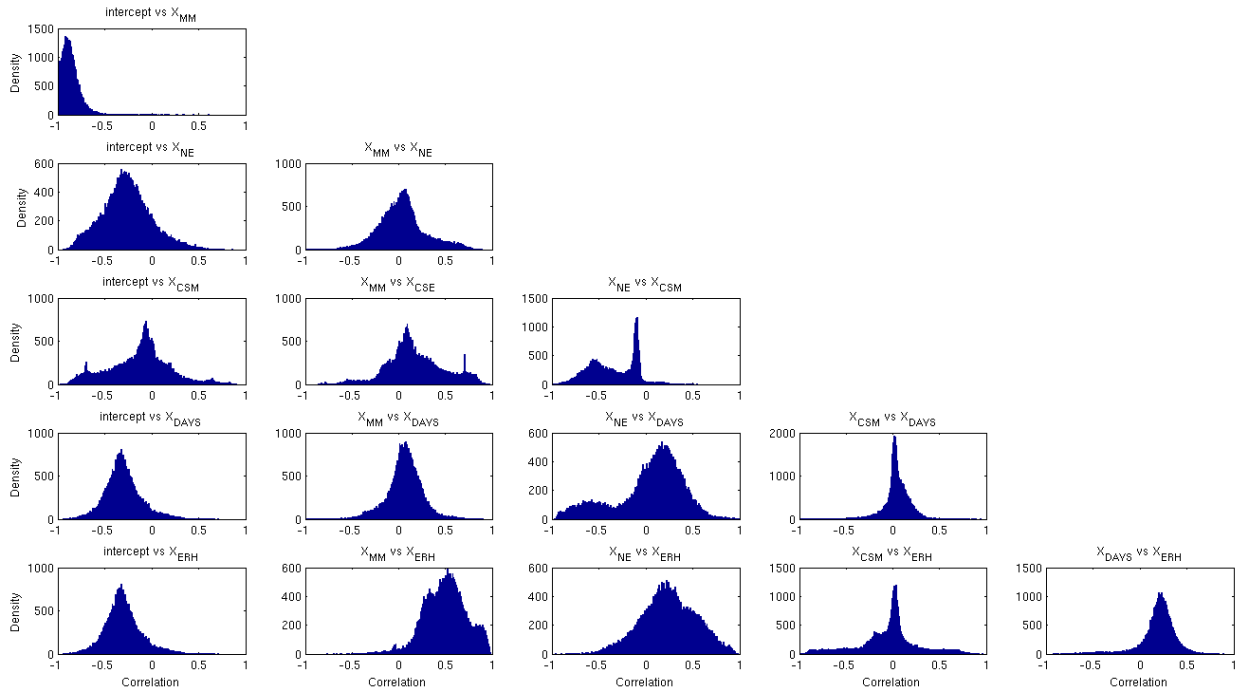 intercept vs X_MM
1500
1000
500
0
Density
-1 -0.5 0 0.5 1
intercept vs X_NE X_MM vs X_NE
600 1000
400
500
200
0 0
Density
-1 -0.5 0 0.5 1 -1 -0.5 0 0.5 1
intercept vs X_CSM X_MM vs X_CSE X_NE vs X_CSM
1000 1000 1500
1000
500 500
500
0 0 0
Density
-1 -0.5 0 0.5 1 -1 -0.5 0 0.5 1 -1 -0.5 0 0.5 1
intercept vs X_DAYS X_MM vs X_DAYS X_NE vs X_DAYS X_CSM vs X_DAYS
1000 1000 600 2000
400
500 500 1000
200
0 0 0 0
Density
-1 -0.5 0 0.5 1 -1 -0.5 0 0.5 1 -1 -0.5 0 0.5 1 -1 -0.5 0 0.5 1
intercept vs X_ERH X_MM vs X_ERH X_NE vs X_ERH X_CSM vs X_ERH X_DAYS vs X_ERH
1000 600 600 1500 1500
400 400 1000 1000
500
200 200 500 500
0 0 0 0 0
Density
-1 -0.5 0 0.5 1 -1 -0.5 0 0.5 1 -1 -0.5 0 0.5 1 -1 -0.5 0 0.5 1 -1 -0.5 0 0.5 1
Correlation Correlation Correlation Correlation Correlation